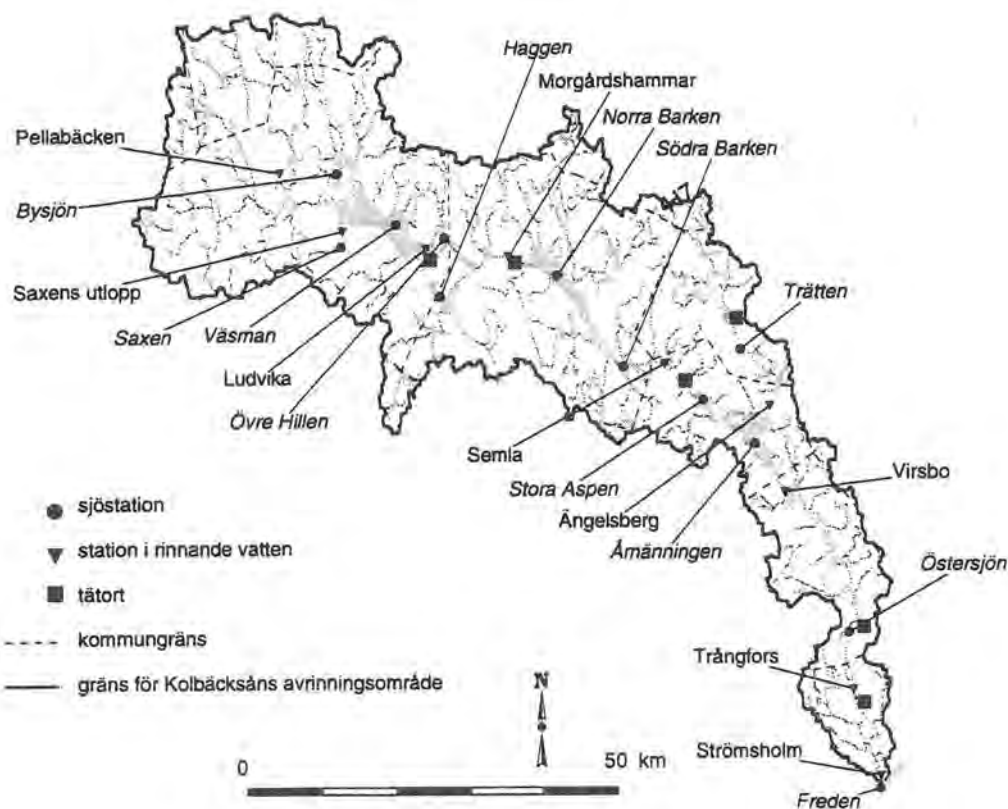 Haggen
Morgårdshammar
Norra Barken
Södra Barken
Pellabäcken
Bysjön
Saxens utlopp
Saxen
Väsman
Ludvika
Övre Hillen
Trätten
Semla
Stora Aspen
Ängelsberg
Åmänningen
Virsbo
Östersjön
Trångfors
Strömsholm
Freden
sjöstation
station i rinnande vatten
tätort
kommungräns
gräns för Kolbäcksåns avrinningsområde
N
0 50 km